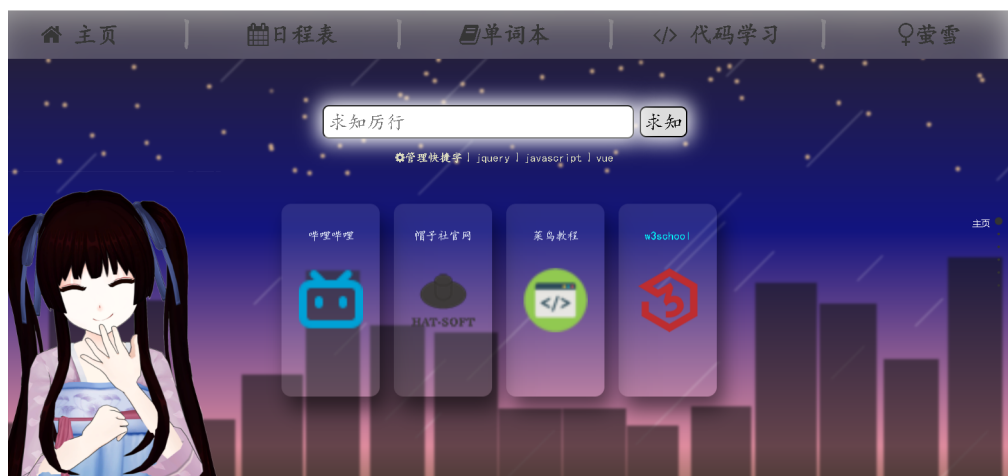 主页 | 日程表 | 单词本 | </> 代码学习 | ♀萤雪
求知厉行 求知
管理快捷字 | jquery | javascript | vue
主页
哔哩哔哩 帽子社官网 菜鸟教程 w3school
HAT-SOFT </> 3